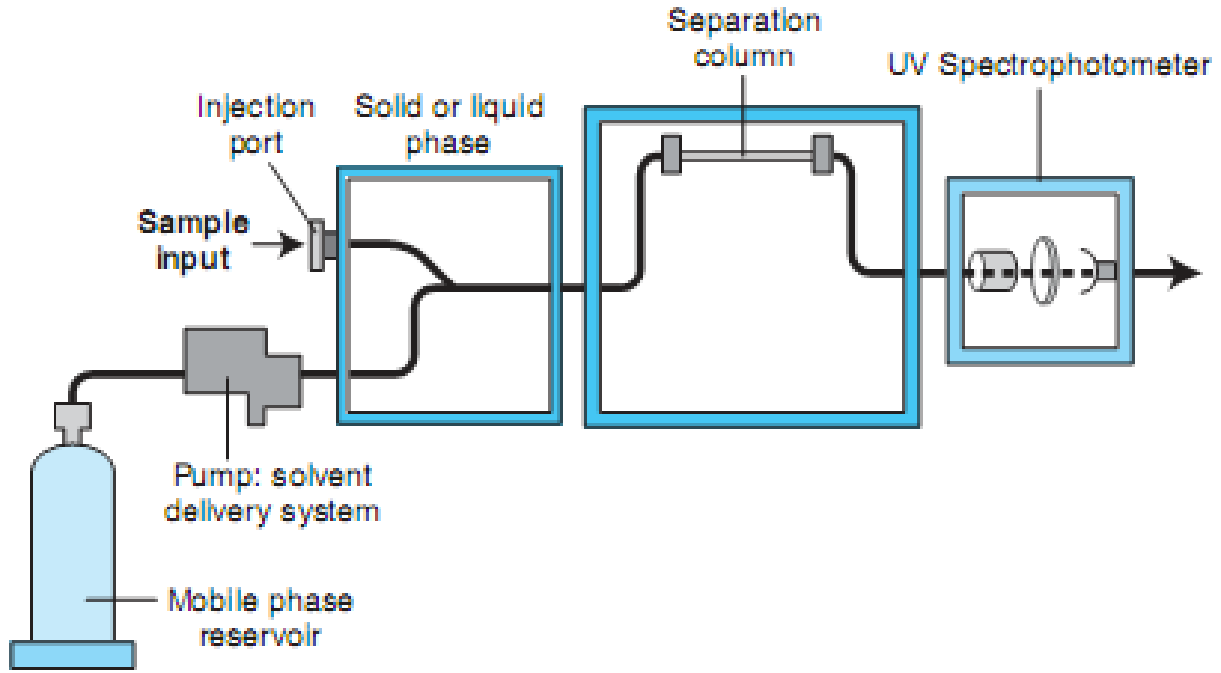 Separation
column
UV Spectrophotometer
Injection
port
Solid or liquid
phase
Sample
input
Pump: solvent
delivery system
Mobile phase
reservoir